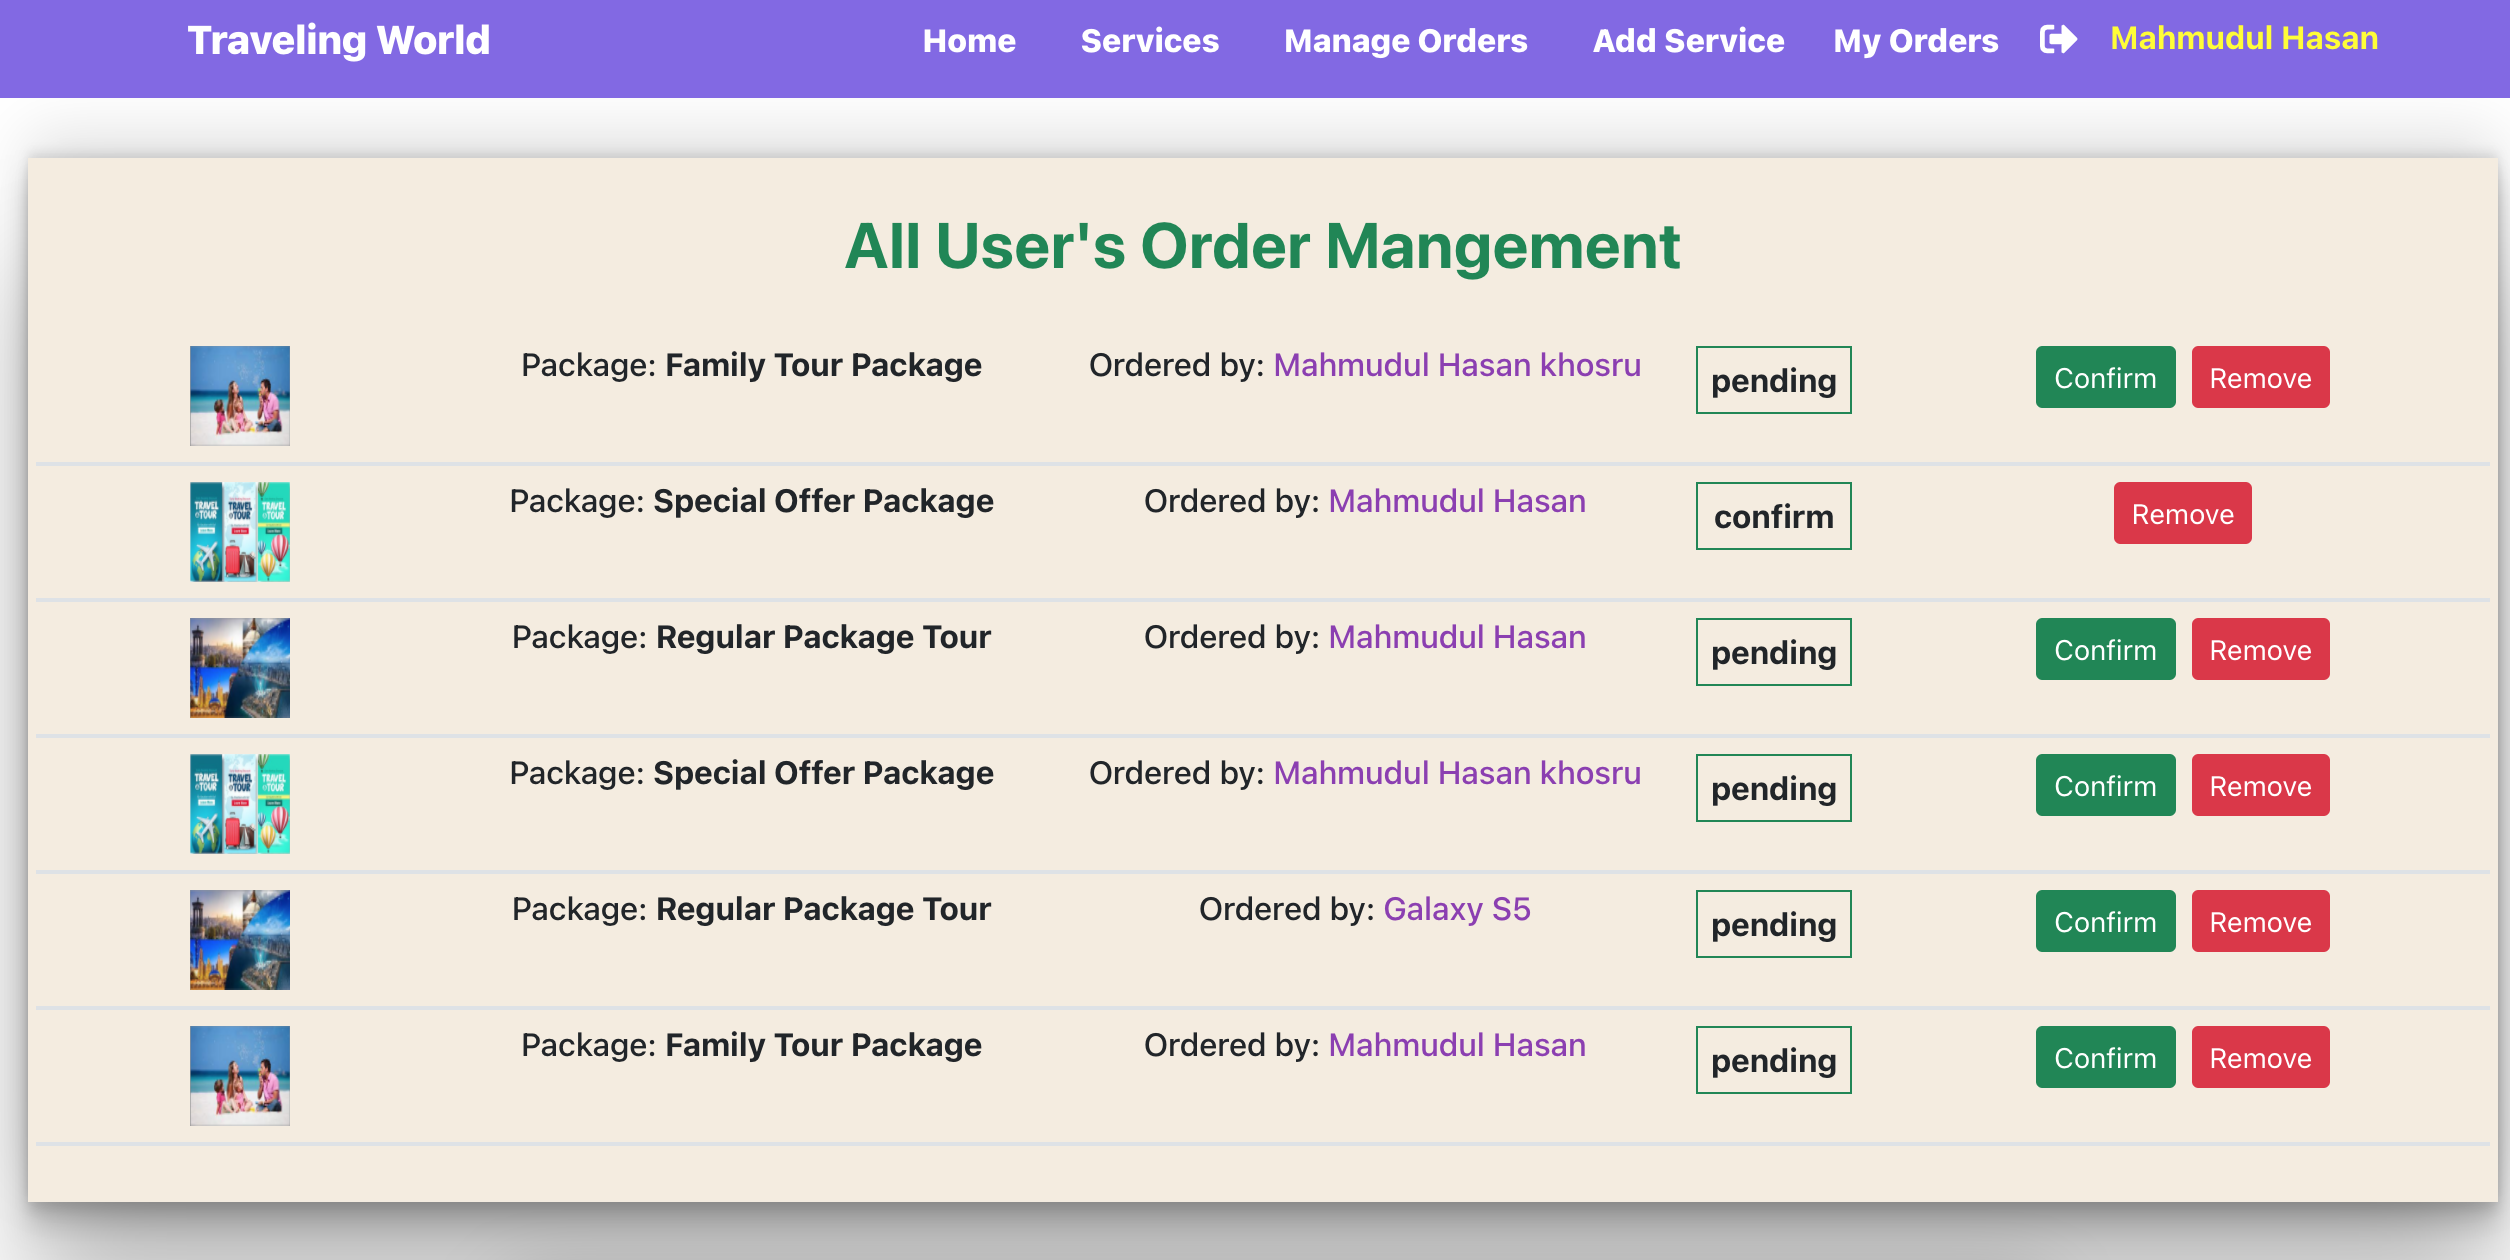 Traveling World Home Services Manage Orders Add Service My Orders Mahmudul Hasan
All User's Order Mangement
Package: Family Tour Package Ordered by: Mahmudul Hasan khosru pending Confirm Remove
Package: Special Offer Package Ordered by: Mahmudul Hasan confirm Remove
TRAVEL TOUR TRAVEL TOUR TRAVEL TOUR
Package: Regular Package Tour Ordered by: Mahmudul Hasan pending Confirm Remove
Package: Special Offer Package Ordered by: Mahmudul Hasan khosru pending Confirm Remove
TRAVEL TOUR TRAVEL TOUR TRAVEL TOUR
Package: Regular Package Tour Ordered by: Galaxy S5 pending Confirm Remove
Package: Family Tour Package Ordered by: Mahmudul Hasan pending Confirm Remove